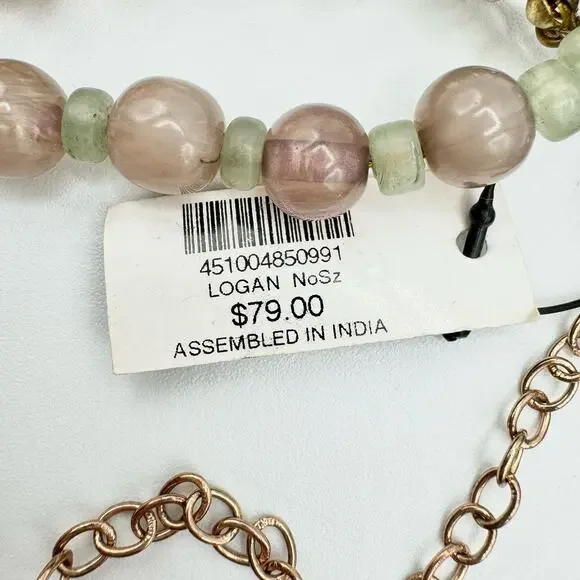 451004850991
LOGAN NoSz
$79.00
ASSEMBLED IN INDIA